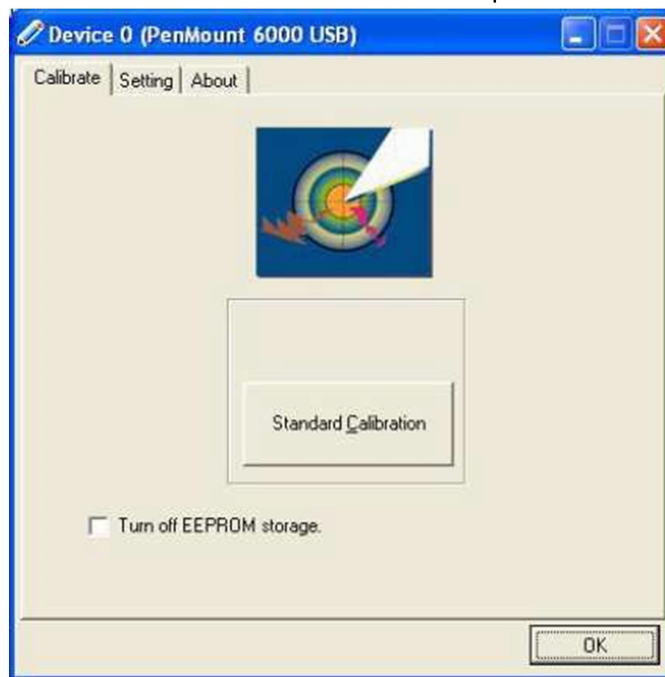 Device 0 (PenMount 6000 USB)
Calibrate Setting About
Standard Calibration
Turn off EEPROM storage.
OK